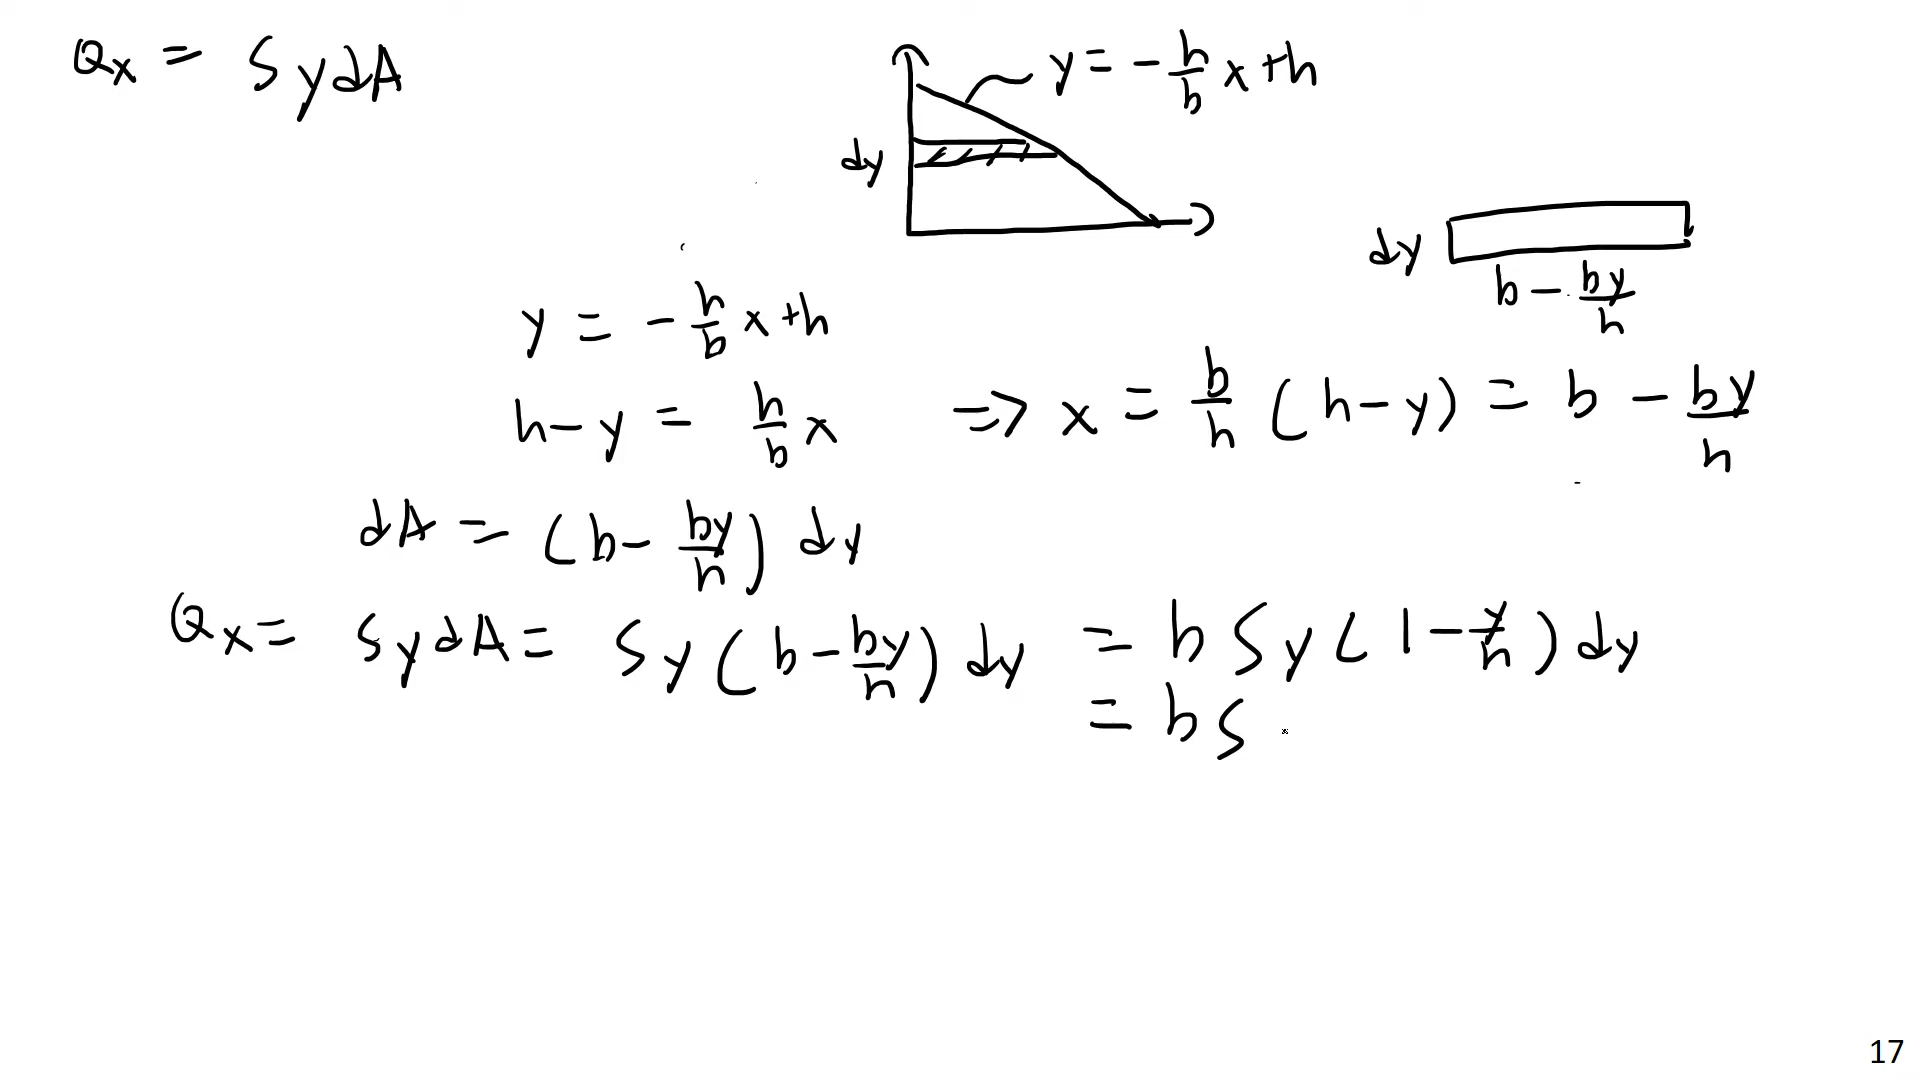 Qx = ∫ y dA
y = - h/b x + h
dy
dy
b - by/h
y = - h/b x + h
h - y = h/b x ⇒ x = b/h (h - y) = b - by/h
dA = (b - by/h) dy
Qx = ∫ y dA = ∫ y (b - by/h) dy = b ∫ y (1 - y/h) dy
= b ∫
17